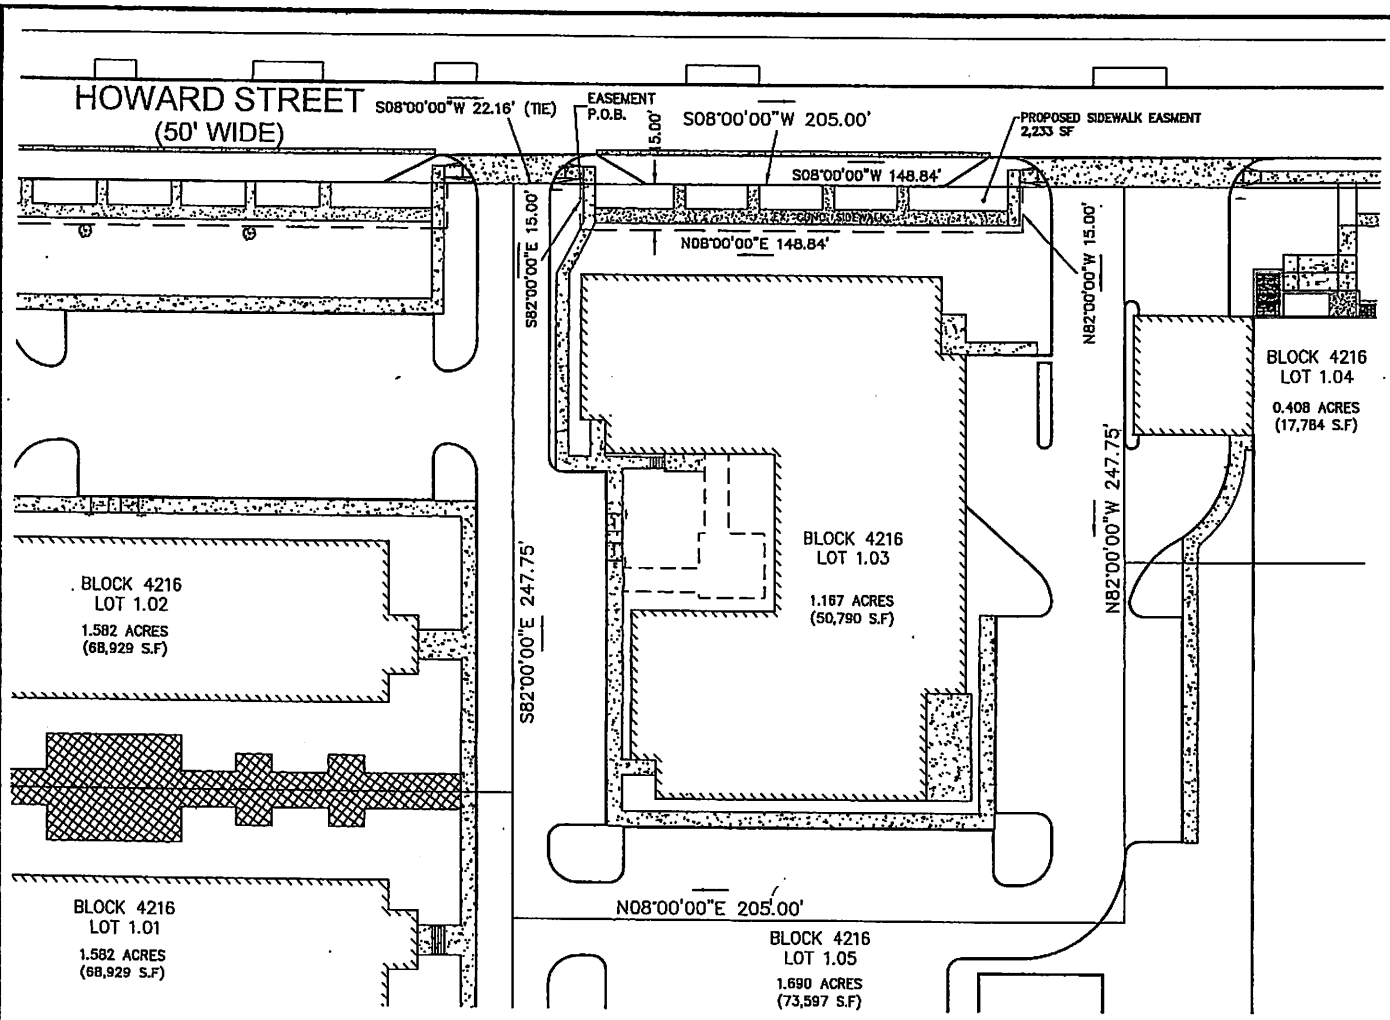 HOWARD STREET
(50' WIDE)
S08°00'00"W 22.16' (TIE)
EASEMENT
P.O.B.
15.00'
S08°00'00"W 205.00'
PROPOSED SIDEWALK EASMENT
2,233 SF
S08°00'00"W 148.84'
EX. CONC. SIDEWALK
N08°00'00"E 148.84'
S82°00'00"E 15.00'
N82°00'00"W 15.00'
BLOCK 4216
LOT 1.04
0.408 ACRES
(17,784 S.F)
N82°00'00"W 247.75'
BLOCK 4216
LOT 1.03
1.167 ACRES
(50,790 S.F)
S82°00'00"E 247.75'
BLOCK 4216
LOT 1.02
1.582 ACRES
(68,929 S.F)
N08°00'00"E 205.00'
BLOCK 4216
LOT 1.01
1.582 ACRES
(68,929 S.F)
BLOCK 4216
LOT 1.05
1.690 ACRES
(73,597 S.F)